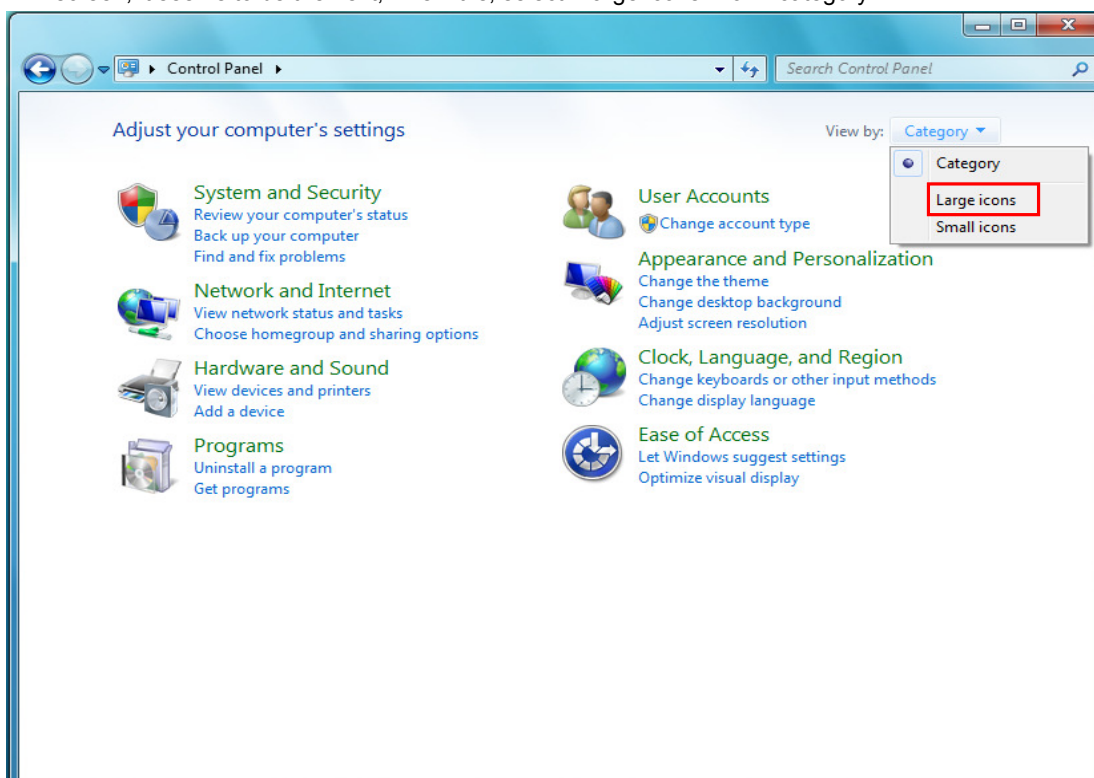 Control Panel
Search Control Panel
Adjust your computer's settings
View by: Category
Category
Large icons
Small icons
System and Security
Review your computer's status
Back up your computer
Find and fix problems
Network and Internet
View network status and tasks
Choose homegroup and sharing options
Hardware and Sound
View devices and printers
Add a device
Programs
Uninstall a program
Get programs
User Accounts
Change account type
Appearance and Personalization
Change the theme
Change desktop background
Adjust screen resolution
Clock, Language, and Region
Change keyboards or other input methods
Change display language
Ease of Access
Let Windows suggest settings
Optimize visual display